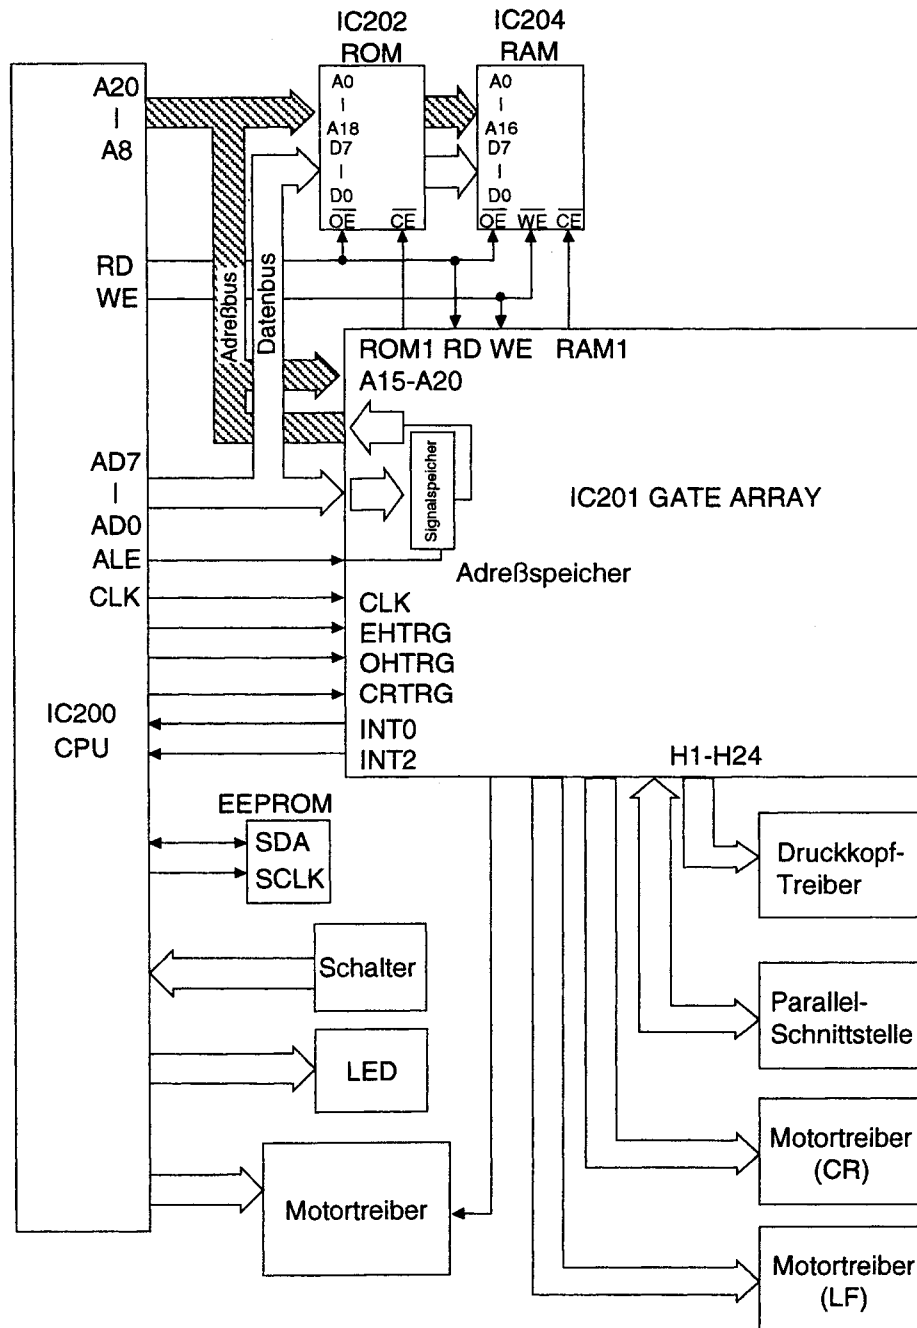 IC202
ROM
IC204
RAM
A20
|
A8
A0
|
A18
D7
|
D0
OE CE
A0
|
A16
D7
|
D0
OE WE CE
RD
WE
Adreßbus
Datenbus
ROM1 RD WE RAM1
A15-A20
AD7
|
AD0
ALE
CLK
Signalspeicher
IC201 GATE ARRAY
Adreßspeicher
CLK
EHTRG
OHTRG
CRTRG
INT0
INT2
IC200
CPU
H1-H24
EEPROM
SDA
SCLK
Druckkopf-
Treiber
Schalter
Parallel-
Schnittstelle
LED
Motortreiber
(CR)
Motortreiber
Motortreiber
(LF)